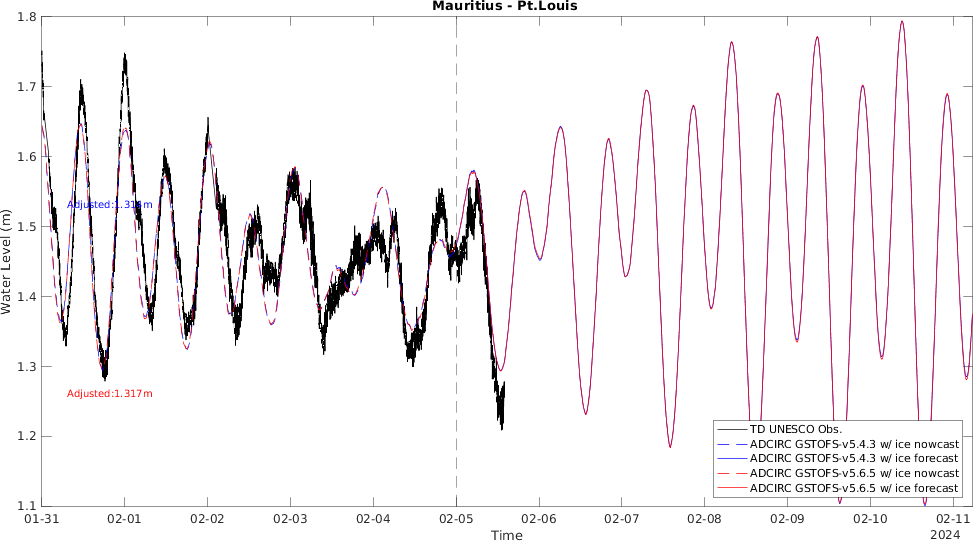 Mauritius - Pt.Louis
Water Level (m)
1.8
1.7
1.6
1.5
1.4
1.3
1.2
1.1
Adjusted:1.31 m
Adjusted:1.317m
TD UNESCO Obs.
ADCIRC GSTOFS-v5.4.3 w/ ice nowcast
ADCIRC GSTOFS-v5.4.3 w/ ice forecast
ADCIRC GSTOFS-v5.6.5 w/ ice nowcast
ADCIRC GSTOFS-v5.6.5 w/ ice forecast
01-31 02-01 02-02 02-03 02-04 02-05 02-06 02-07 02-08 02-09 02-10 02-11
Time
2024